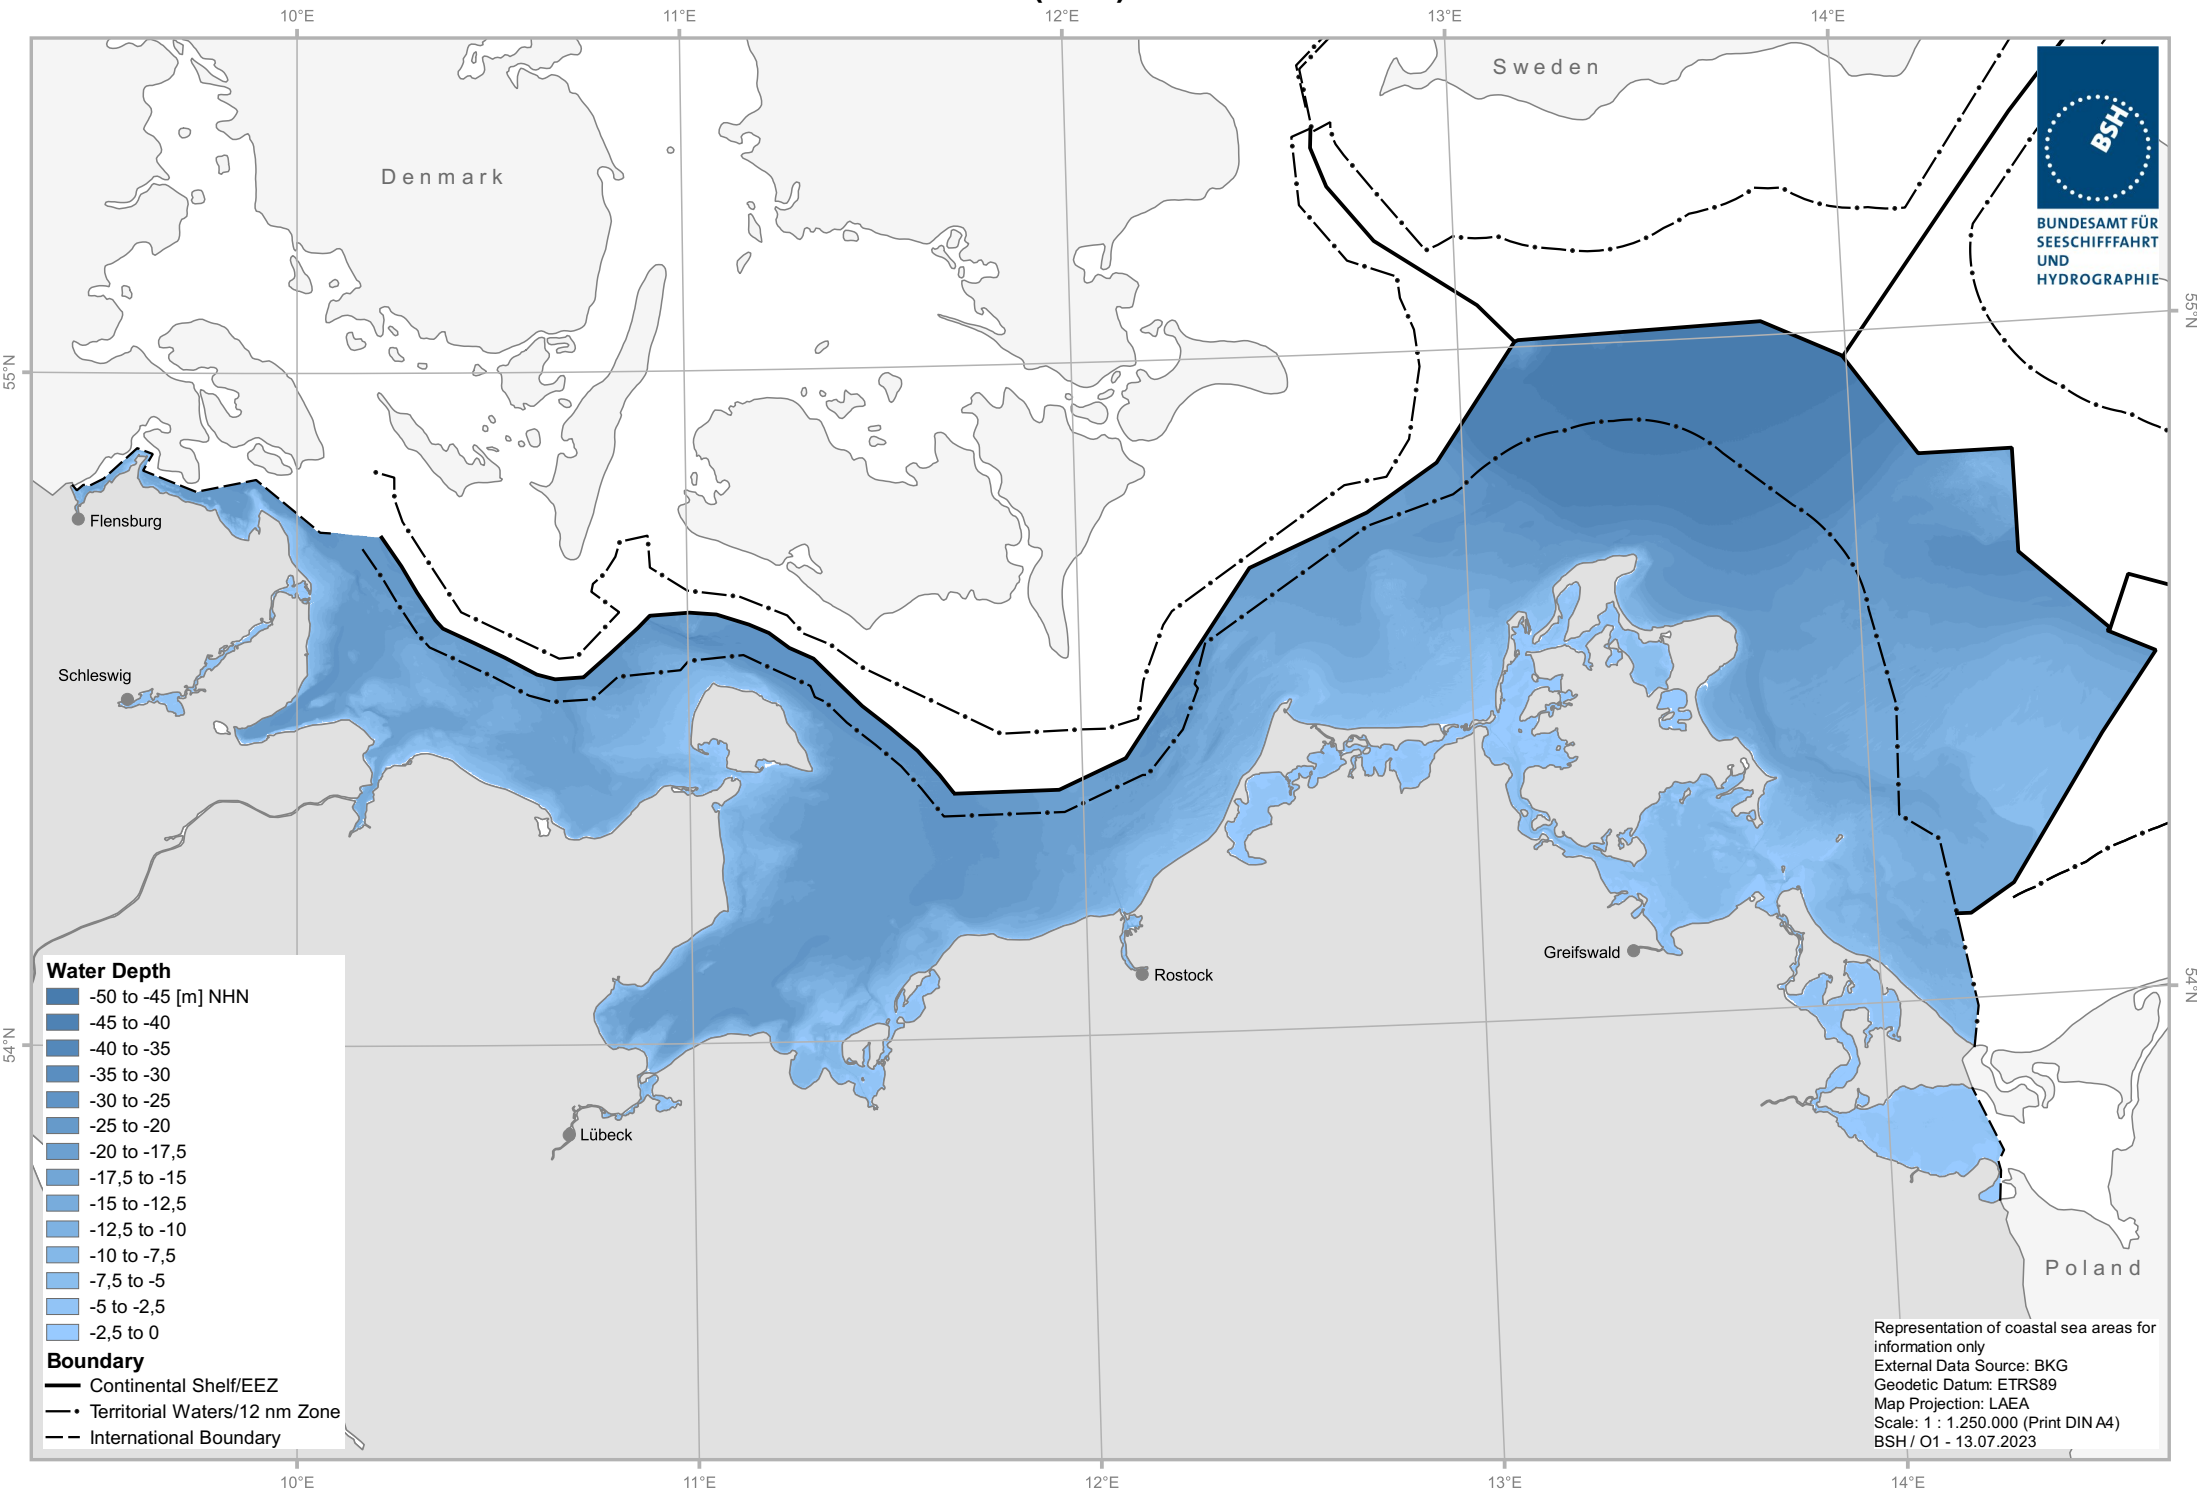 10°E
11°E
12°E
13°E
14°E
Sweden
Denmark
BSH
BUNDESAMT FÜR
SEESCHIFFFAHRT
UND
HYDROGRAPHIE
55°N
55°N
Flensburg
Schleswig
Greifswald
Rostock
Lübeck
54°N
54°N
Poland
Water Depth
-50 to -45 [m] NHN
-45 to -40
-40 to -35
-35 to -30
-30 to -25
-25 to -20
-20 to -17,5
-17,5 to -15
-15 to -12,5
-12,5 to -10
-10 to -7,5
-7,5 to -5
-5 to -2,5
-2,5 to 0
Boundary
Continental Shelf/EEZ
Territorial Waters/12 nm Zone
International Boundary
Representation of coastal sea areas for
information only
External Data Source: BKG
Geodetic Datum: ETRS89
Map Projection: LAEA
Scale: 1 : 1.250.000 (Print DIN A4)
BSH / O1 - 13.07.2023
10°E
11°E
12°E
13°E
14°E